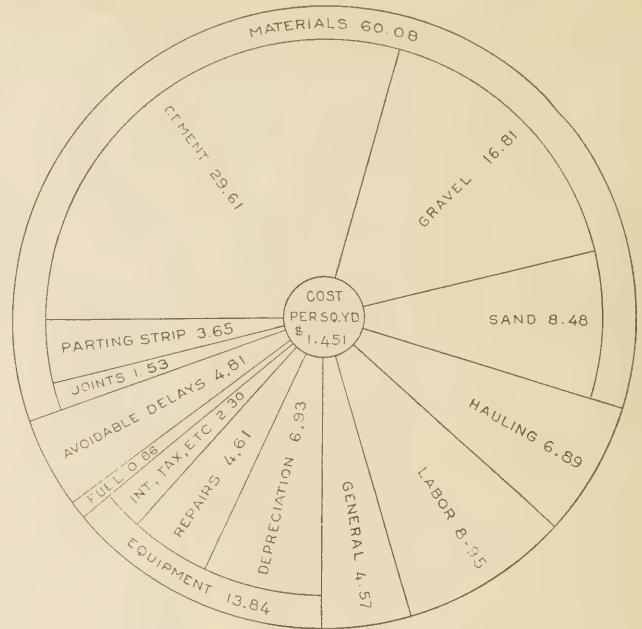 MATERIALS 60.08
CEMENT 29.61
GRAVEL 16.81
SAND 8.48
COST
PER SQ.YD
$1.451
PARTING STRIP 3.65
JOINTS 1.53
AVOIDABLE DELAYS 4.81
FUEL 0.86
INT., TAX, ETC 2.30
REPAIRS 4.61
DEPRECIATION 6.93
EQUIPMENT 13.84
GENERAL 4.57
LABOR 8.95
HAULING 6.89